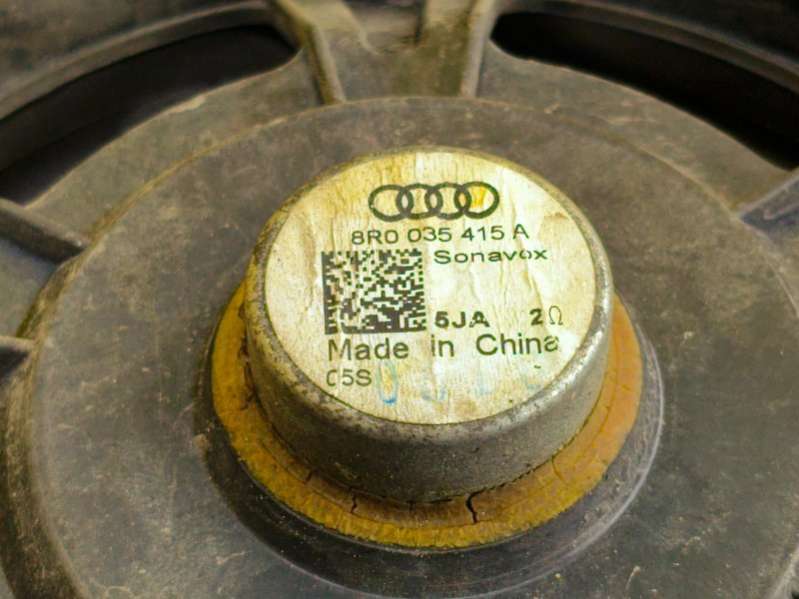 8R0 035 415 A
Sonavox
5JA 2Ω
Made in China
05S